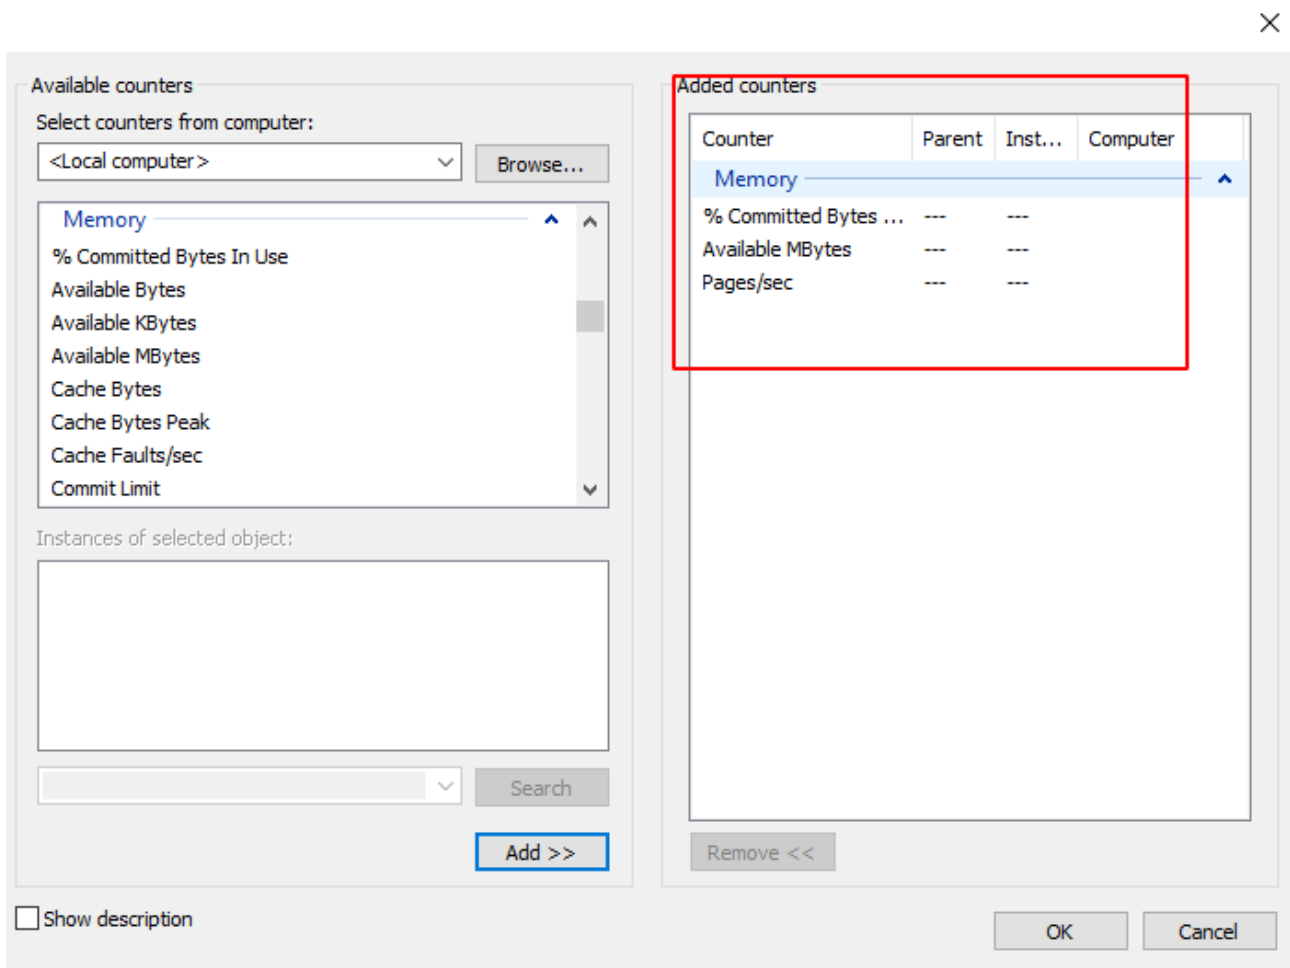 Available counters
Select counters from computer:
<Local computer>
Browse...
Memory
% Committed Bytes In Use
Available Bytes
Available KBytes
Available MBytes
Cache Bytes
Cache Bytes Peak
Cache Faults/sec
Commit Limit
Instances of selected object:
Search
Add >>
Added counters
Counter Parent Inst... Computer
Memory
% Committed Bytes ... --- ---
Available MBytes --- ---
Pages/sec --- ---
Remove <<
Show description
OK Cancel